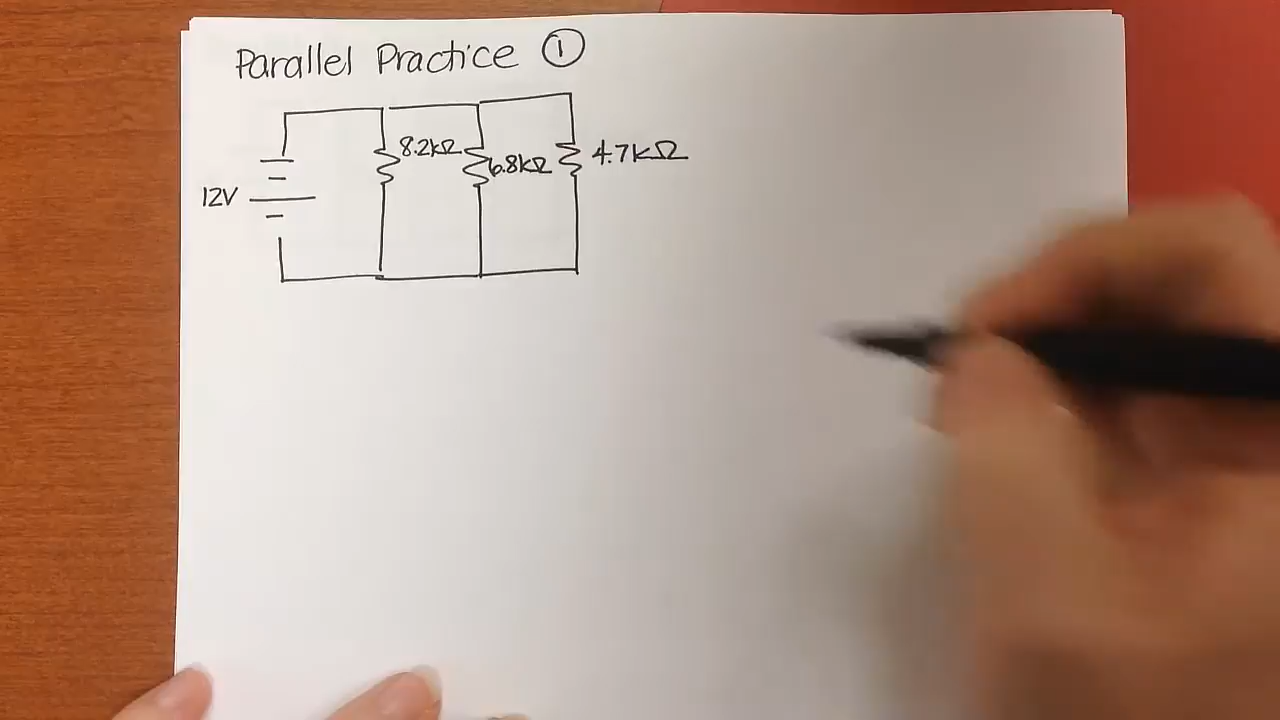 Parallel Practice 1
8.2kΩ
6.8kΩ
4.7kΩ
12V